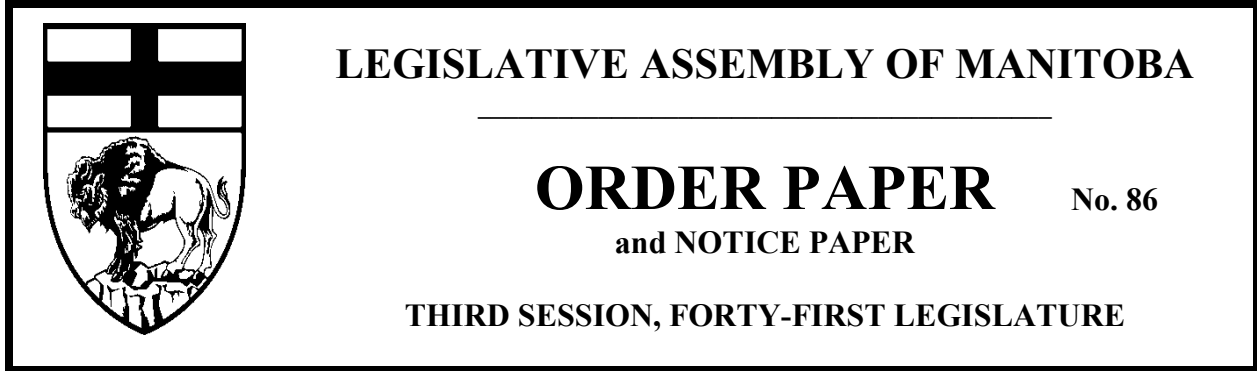 LEGISLATIVE ASSEMBLY OF MANITOBA
ORDER PAPER No. 86
and NOTICE PAPER
THIRD SESSION, FORTY-FIRST LEGISLATURE